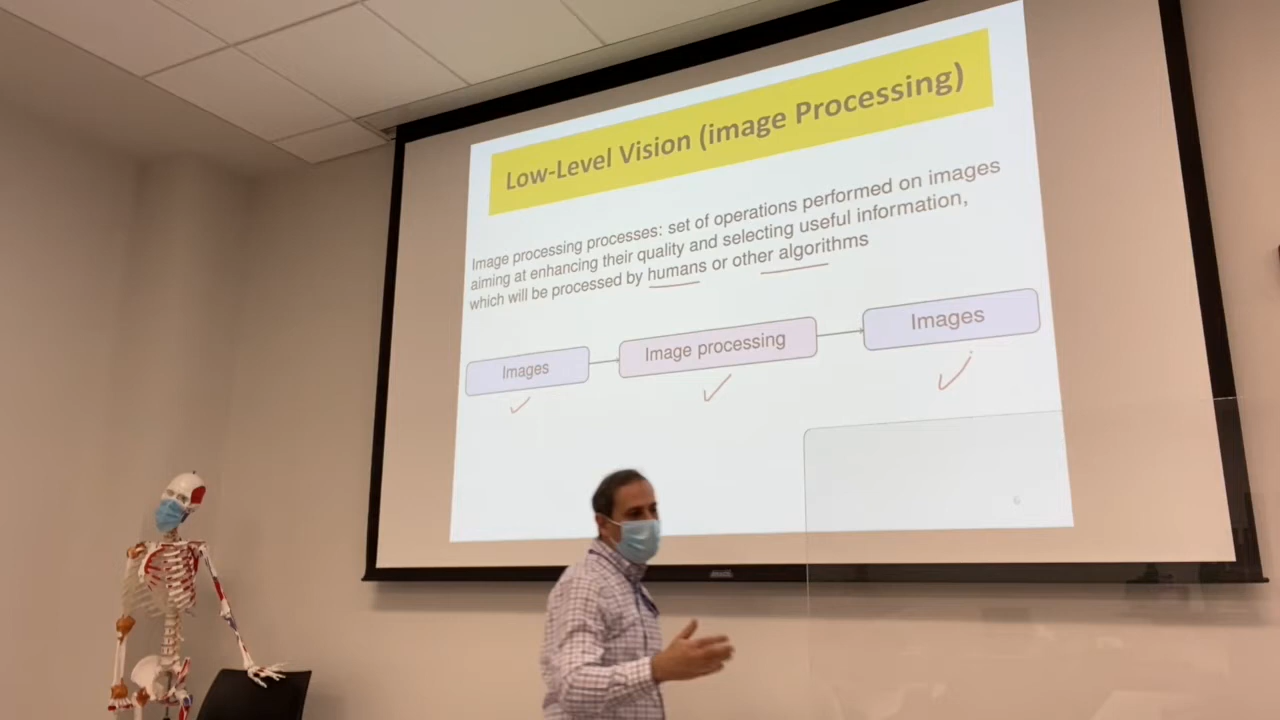 Low-Level Vision (image Processing)
Image processing processes: set of operations performed on images
aiming at enhancing their quality and selecting useful information,
which will be processed by humans or other algorithms
Images
Image processing
Images
6